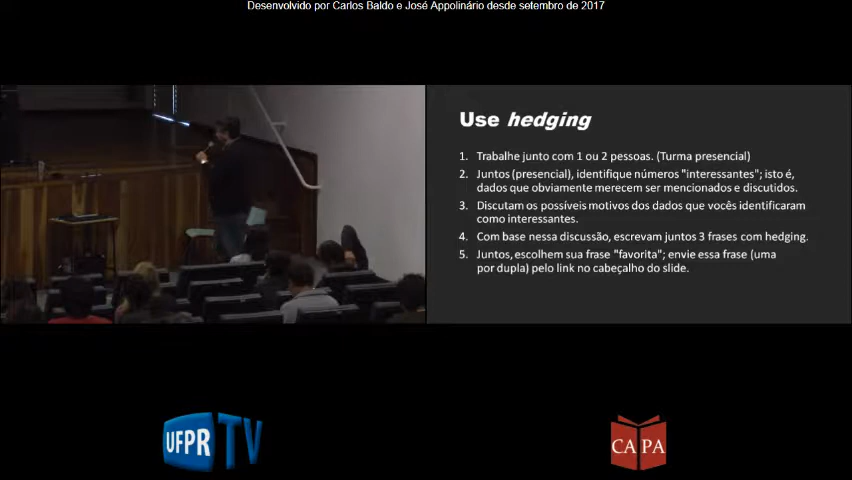 Desenvolvido por Carlos Baldo e José Appolinário desde setembro de 2017
Use hedging
1. Trabalhe junto com 1 ou 2 pessoas. (Turma presencial)
2. Juntos (presencial), identifique números "interessantes"; isto é,
dados que obviamente merecem ser mencionados e discutidos.
3. Discutam os possíveis motivos dos dados que vocês identificaram
como interessantes.
4. Com base nessa discussão, escrevam juntos 3 frases com hedging.
5. Juntos, escolhem sua frase "favorita"; envie essa frase (uma
por dupla) pelo link no cabeçalho do slide.
UFPR TV
CAPA